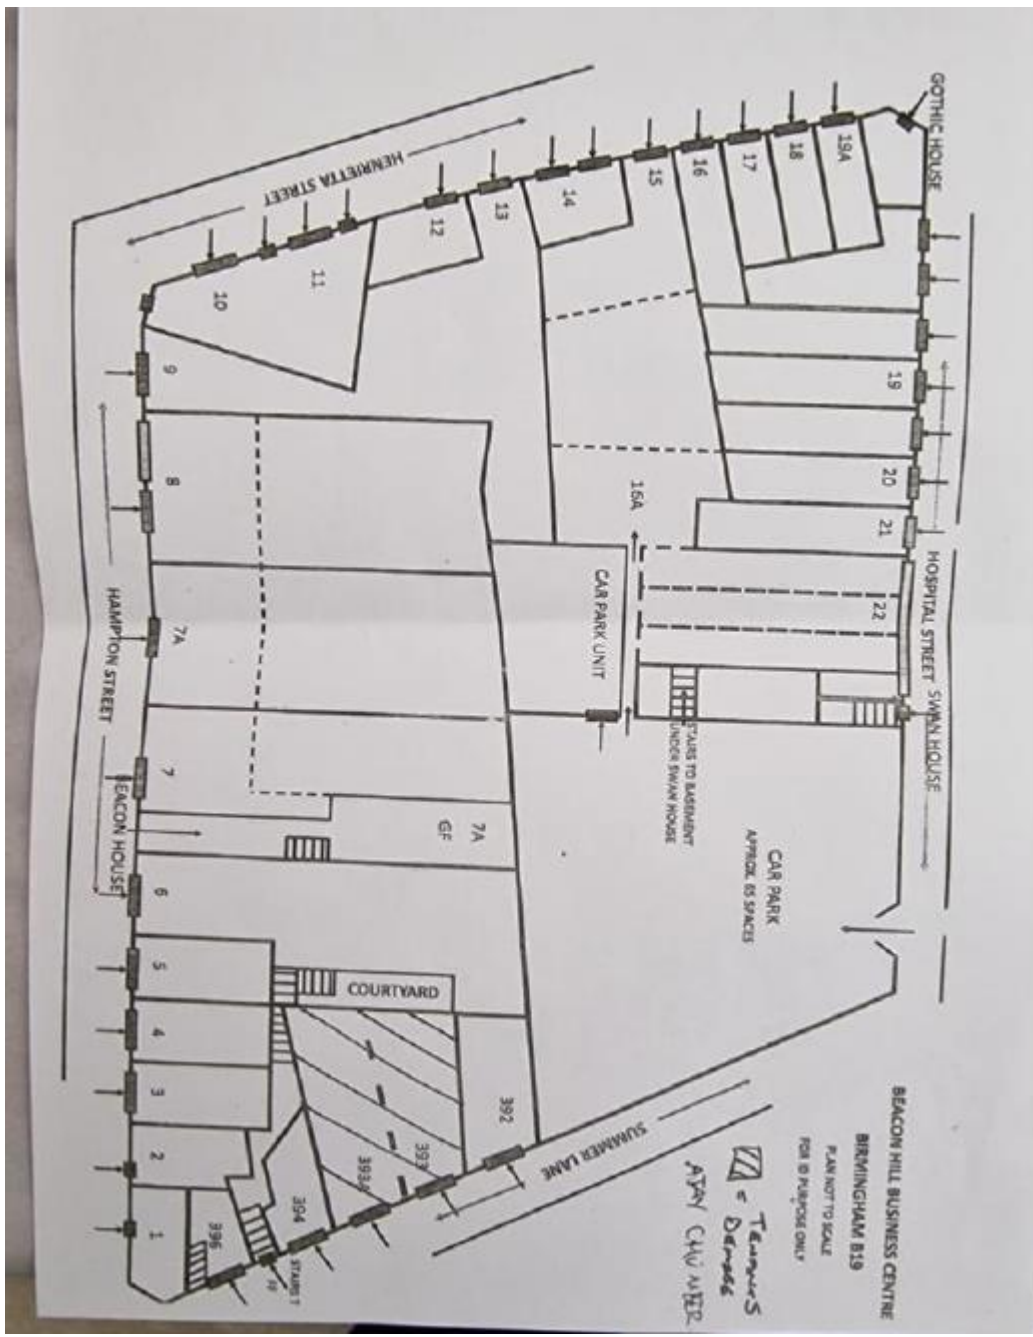 BEACON HILL BUSINESS CENTRE
BIRMINGHAM B19
PLAN NOT TO SCALE
FOR ID PURPOSE ONLY
GOTHIC HOUSE
HOSPITAL STREET
SWAN HOUSE
19A
18
17
16
15
14
13
12
11
10
HENRIETTA STREET
19
20
21
22
16A
CAR PARK UNIT
STAIRS TO BASEMENT
UNDER SWAN HOUSE
CAR PARK
APPROX. 65 SPACES
9
8
7A
7
7A
GF
HAMPTON STREET
BEACON HOUSE
6
5
4
3
2
1
COURTYARD
392
393
393A
394
396
SUMMER LANE
=
AJAY